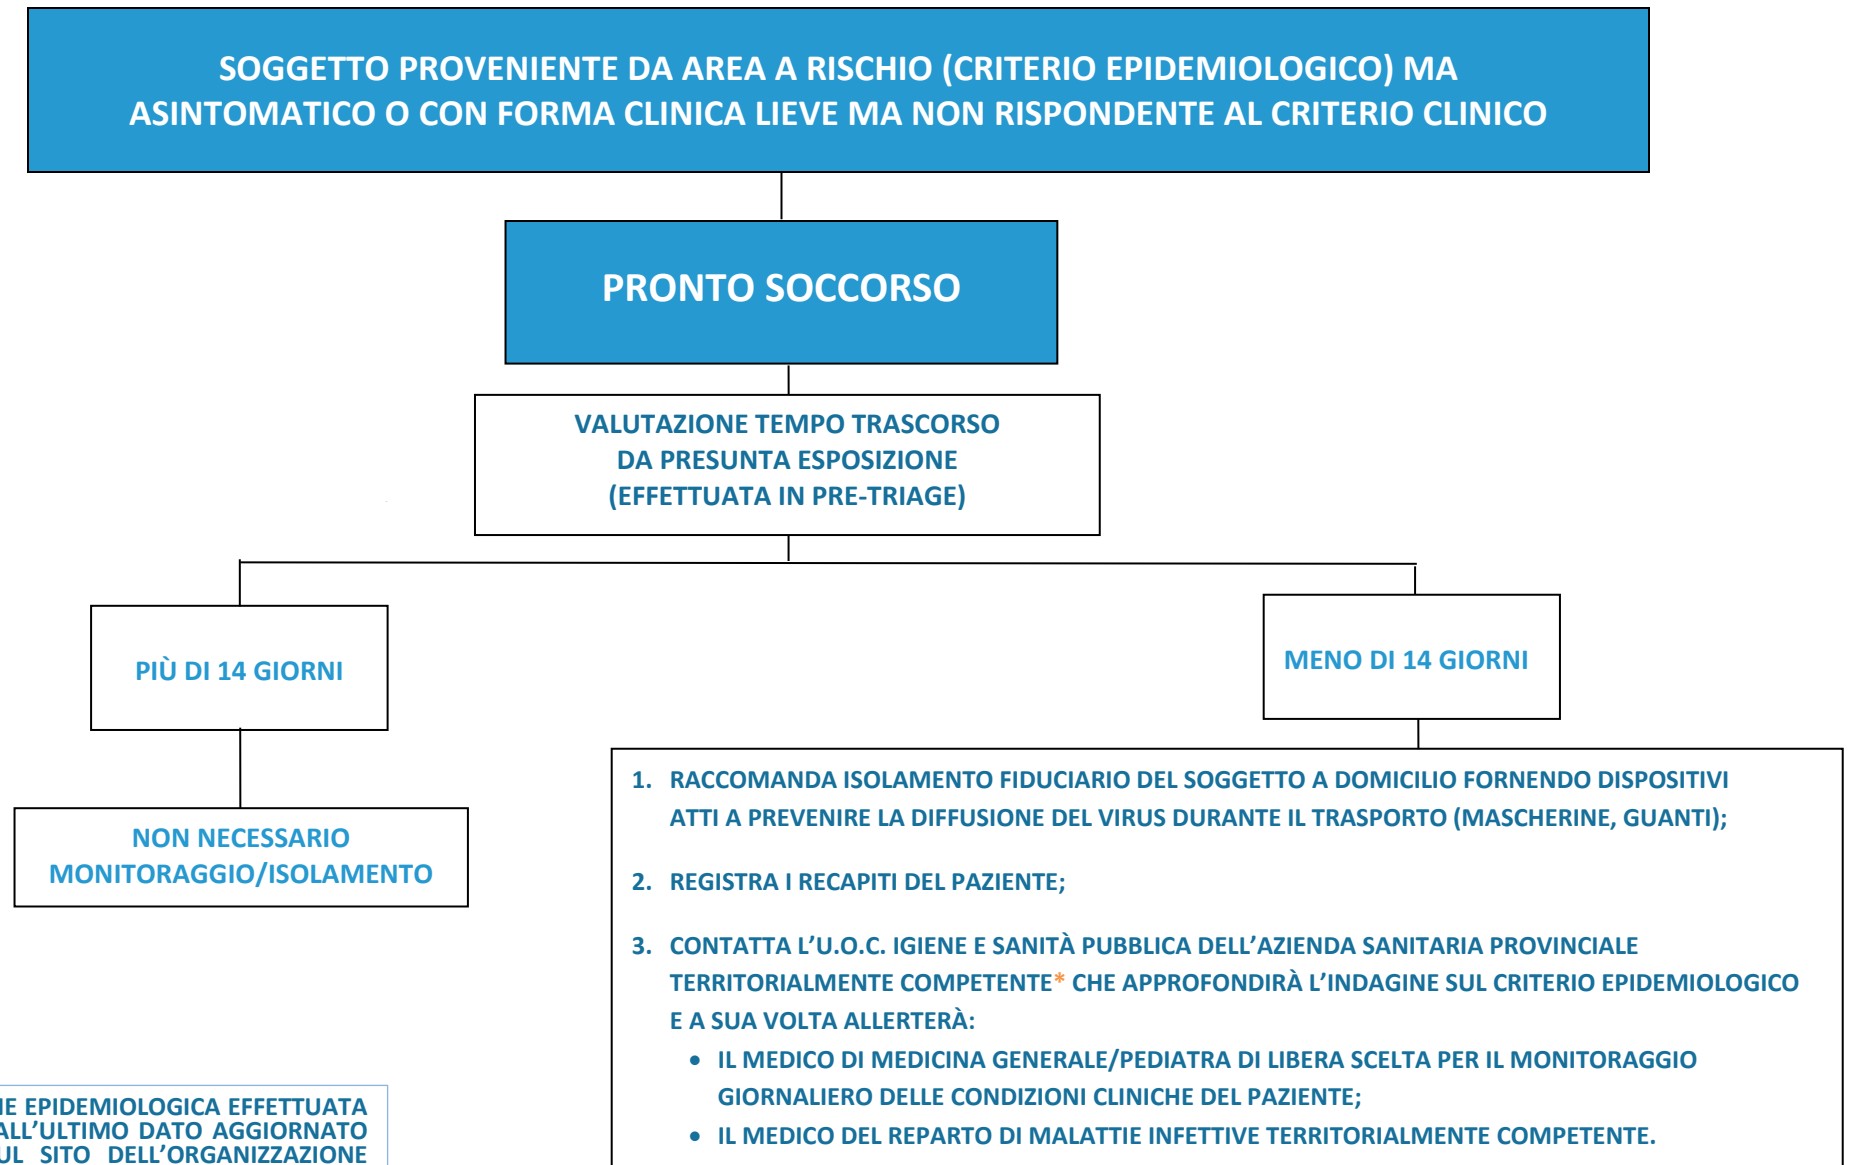 SOGGETTO PROVENIENTE DA AREA A RISCHIO (CRITERIO EPIDEMIOLOGICO) MA
ASINTOMATICO O CON FORMA CLINICA LIEVE MA NON RISPONDENTE AL CRITERIO CLINICO
PRONTO SOCCORSO
VALUTAZIONE TEMPO TRASCORSO
DA PRESUNTA ESPOSIZIONE
(EFFETTUATA IN PRE-TRIAGE)
PIÙ DI 14 GIORNI
MENO DI 14 GIORNI
NON NECESSARIO
MONITORAGGIO/ISOLAMENTO
1. RACCOMANDA ISOLAMENTO FIDUCIARIO DEL SOGGETTO A DOMICILIO FORNENDO DISPOSITIVI
ATTI A PREVENIRE LA DIFFUSIONE DEL VIRUS DURANTE IL TRASPORTO (MASCHERINE, GUANTI);
2. REGISTRA I RECAPITI DEL PAZIENTE;
3. CONTATTA L'U.O.C. IGIENE E SANITÀ PUBBLICA DELL'AZIENDA SANITARIA PROVINCIALE
TERRITORIALMENTE COMPETENTE* CHE APPROFONDIRÀ L'INDAGINE SUL CRITERIO EPIDEMIOLOGICO
E A SUA VOLTA ALLERTERÀ:
• IL MEDICO DI MEDICINA GENERALE/PEDIATRA DI LIBERA SCELTA PER IL MONITORAGGIO
GIORNALIERO DELLE CONDIZIONI CLINICHE DEL PAZIENTE;
• IL MEDICO DEL REPARTO DI MALATTIE INFETTIVE TERRITORIALMENTE COMPETENTE.
EPIDEMIOLOGICA EFFETTUATA
ALL'ULTIMO DATO AGGIORNATO
SITO DELL'ORGANIZZAZIONE